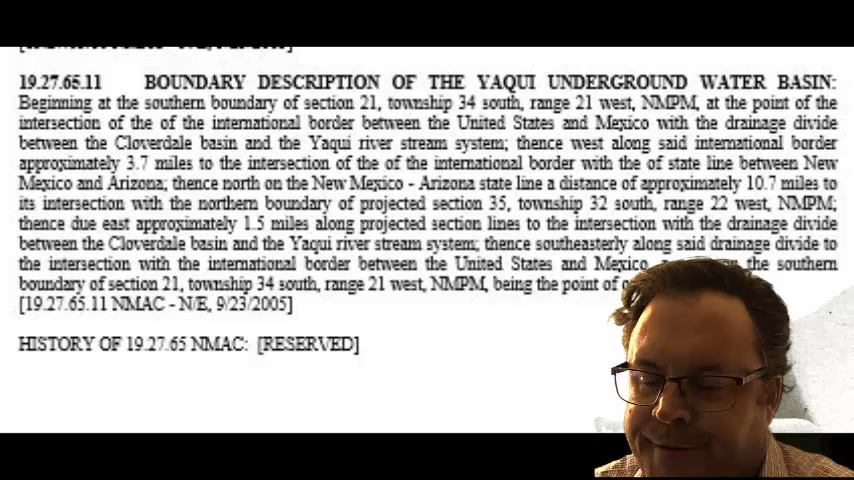 19.27.65.11 BOUNDARY DESCRIPTION OF THE YAQUI UNDERGROUND WATER BASIN:
Beginning at the southern boundary of section 21, township 34 south, range 21 west, NMPM, at the point of the
intersection of the of the international border between the United States and Mexico with the drainage divide
between the Cloverdale basin and the Yaqui river stream system; thence west along said international border
approximately 3.7 miles to the intersection of the of the international border with the of state line between New
Mexico and Arizona; thence north on the New Mexico - Arizona state line a distance of approximately 10.7 miles to
its intersection with the northern boundary of projected section 35, township 32 south, range 22 west, NMPM;
thence due east approximately 1.5 miles along projected section lines to the intersection with the drainage divide
between the Cloverdale basin and the Yaqui river stream system; thence southeasterly along said drainage divide to
the intersection with the international border between the United States and Mexico the southern
boundary of section 21, township 34 south, range 21 west, NMPM, being the point of
[19.27.65.11 NMAC - N/E, 9/23/2005]
HISTORY OF 19.27.65 NMAC: [RESERVED]